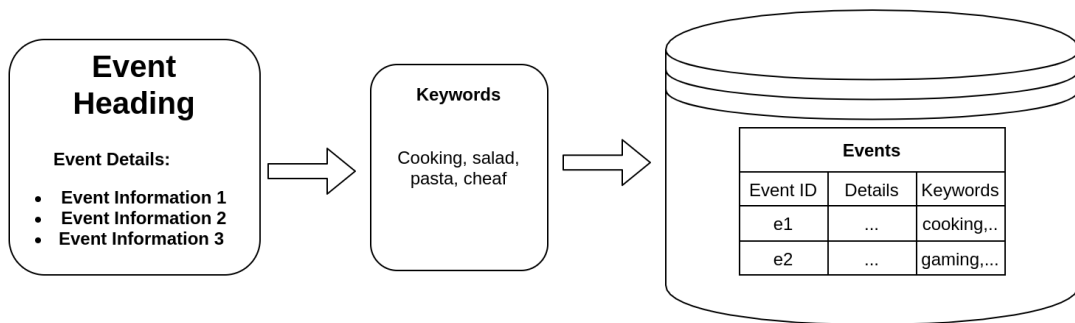 Event
Heading
Event Details:
• Event Information 1
• Event Information 2
• Event Information 3
Keywords
Cooking, salad,
pasta, cheaf
Events
Event ID Details Keywords
e1 ... cooking,..
e2 ... gaming,...